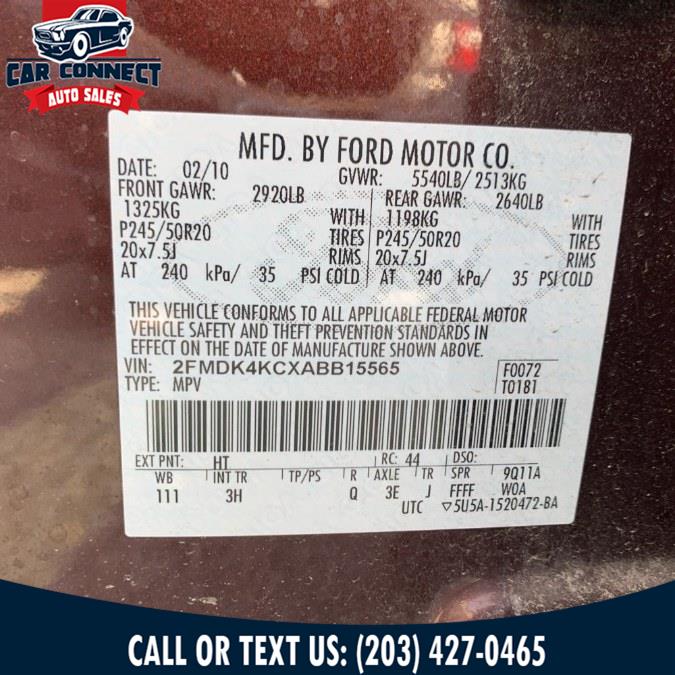 CAR CONNECT
AUTO SALES
MFD. BY FORD MOTOR CO.
DATE: 02/10 GVWR: 5540LB/ 2513KG
FRONT GAWR: 2920LB REAR GAWR: 2640LB
1325KG WITH 1198KG WITH
P245/50R20 TIRES P245/50R20 TIRES
20x7.5J RIMS 20x7.5J RIMS
AT 240 kPa/ 35 PSI COLD AT 240 kPa/ 35 PSI COLD
THIS VEHICLE CONFORMS TO ALL APPLICABLE FEDERAL MOTOR
VEHICLE SAFETY AND THEFT PREVENTION STANDARDS IN
EFFECT ON THE DATE OF MANUFACTURE SHOWN ABOVE.
VIN: 2FMDK4KCXABB15565 F0072
TYPE: MPV T0181
EXT PNT: HT RC: 44 DSO:
WB INT TR TP/PS R AXLE TR SPR 9Q11A
111 3H Q 3E J FFFF W0A
UTC ▽5U5A-1520472-BA
CALL OR TEXT US: (203) 427-0465